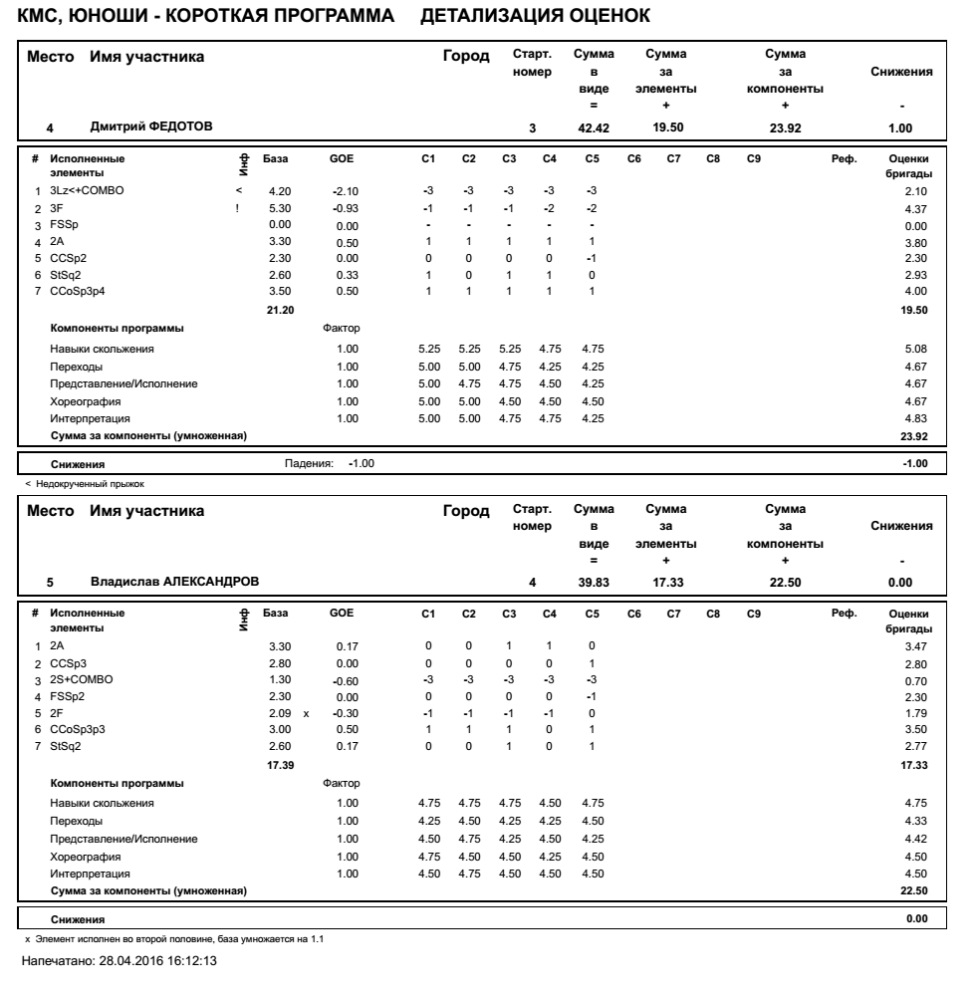 КМС, ЮНОШИ - КОРОТКАЯ ПРОГРАММА ДЕТАЛИЗАЦИЯ ОЦЕНОК
Место Имя участника Город Старт. номер Сумма в виде = Сумма за элементы + Сумма за компоненты + Снижения -
4 Дмитрий ФЕДОТОВ 3 42.42 19.50 23.92 1.00
# Исполненные элементы Инф База GOE C1 C2 C3 C4 C5 C6 C7 C8 C9 Реф. Оценки бригады
1 3Lz<+COMBO < 4.20 -2.10 -3 -3 -3 -3 -3 2.10
2 3F ! 5.30 -0.93 -1 -1 -1 -2 -2 4.37
3 FSSp 0.00 0.00 - - - - - 0.00
4 2A 3.30 0.50 1 1 1 1 1 3.80
5 CCSp2 2.30 0.00 0 0 0 0 -1 2.30
6 StSq2 2.60 0.33 1 0 1 1 0 2.93
7 CCoSp3p4 3.50 0.50 1 1 1 1 1 4.00
21.20 19.50
Компоненты программы Фактор
Навыки скольжения 1.00 5.25 5.25 5.25 4.75 4.75 5.08
Переходы 1.00 5.00 5.00 4.75 4.25 4.25 4.67
Представление/Исполнение 1.00 5.00 4.75 4.75 4.50 4.25 4.67
Хореография 1.00 5.00 5.00 4.50 4.50 4.50 4.67
Интерпретация 1.00 5.00 5.00 4.75 4.75 4.25 4.83
Сумма за компоненты (умноженная) 23.92
Снижения Падения: -1.00 -1.00
< Недокрученный прыжок
Место Имя участника Город Старт. номер Сумма в виде = Сумма за элементы + Сумма за компоненты + Снижения -
5 Владислав АЛЕКСАНДРОВ 4 39.83 17.33 22.50 0.00
# Исполненные элементы Инф База GOE C1 C2 C3 C4 C5 C6 C7 C8 C9 Реф. Оценки бригады
1 2A 3.30 0.17 0 0 1 1 0 3.47
2 CCSp3 2.80 0.00 0 0 0 0 1 2.80
3 2S+COMBO 1.30 -0.60 -3 -3 -3 -3 -3 0.70
4 FSSp2 2.30 0.00 0 0 0 0 -1 2.30
5 2F 2.09 x -0.30 -1 -1 -1 -1 0 1.79
6 CCoSp3p3 3.00 0.50 1 1 1 0 1 3.50
7 StSq2 2.60 0.17 0 0 1 0 1 2.77
17.39 17.33
Компоненты программы Фактор
Навыки скольжения 1.00 4.75 4.75 4.75 4.50 4.75 4.75
Переходы 1.00 4.25 4.50 4.25 4.25 4.50 4.33
Представление/Исполнение 1.00 4.50 4.75 4.25 4.50 4.25 4.42
Хореография 1.00 4.75 4.50 4.50 4.25 4.50 4.50
Интерпретация 1.00 4.50 4.75 4.50 4.50 4.50 4.50
Сумма за компоненты (умноженная) 22.50
Снижения 0.00
x Элемент исполнен во второй половине, база умножается на 1.1
Напечатано: 28.04.2016 16:12:13